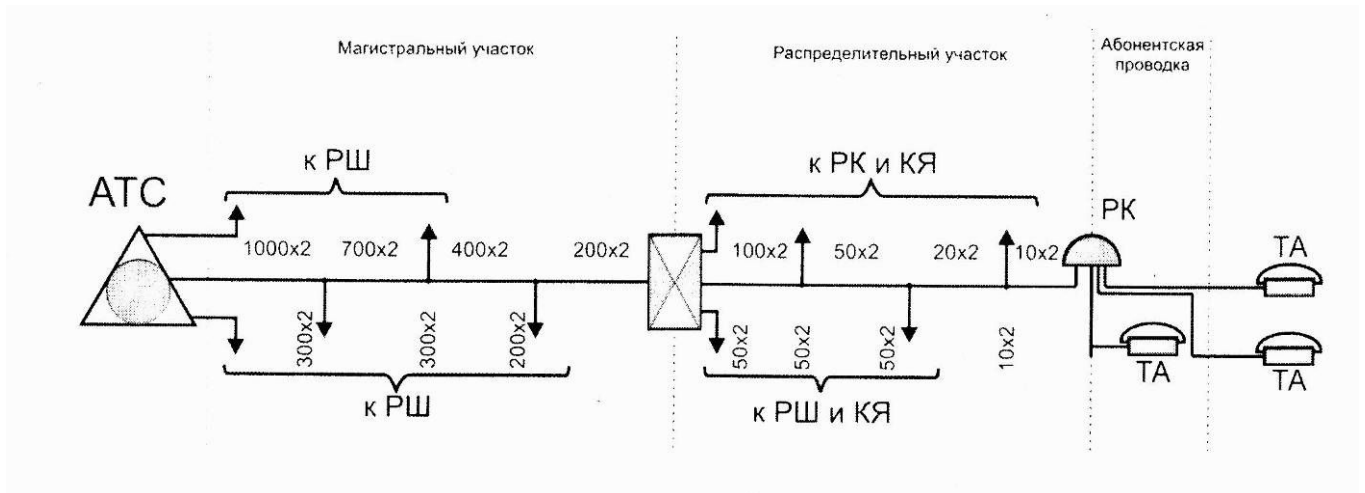 Магистральный участок
Распределительный участок
Абонентская
проводка
к РШ
к РК и КЯ
АТС
РК
1000x2
700x2
400x2
200x2
100x2
50x2
20x2
10x2
ТА
300x2
300x2
200x2
50x2
50x2
50x2
10x2
ТА
ТА
к РШ
к РШ и КЯ